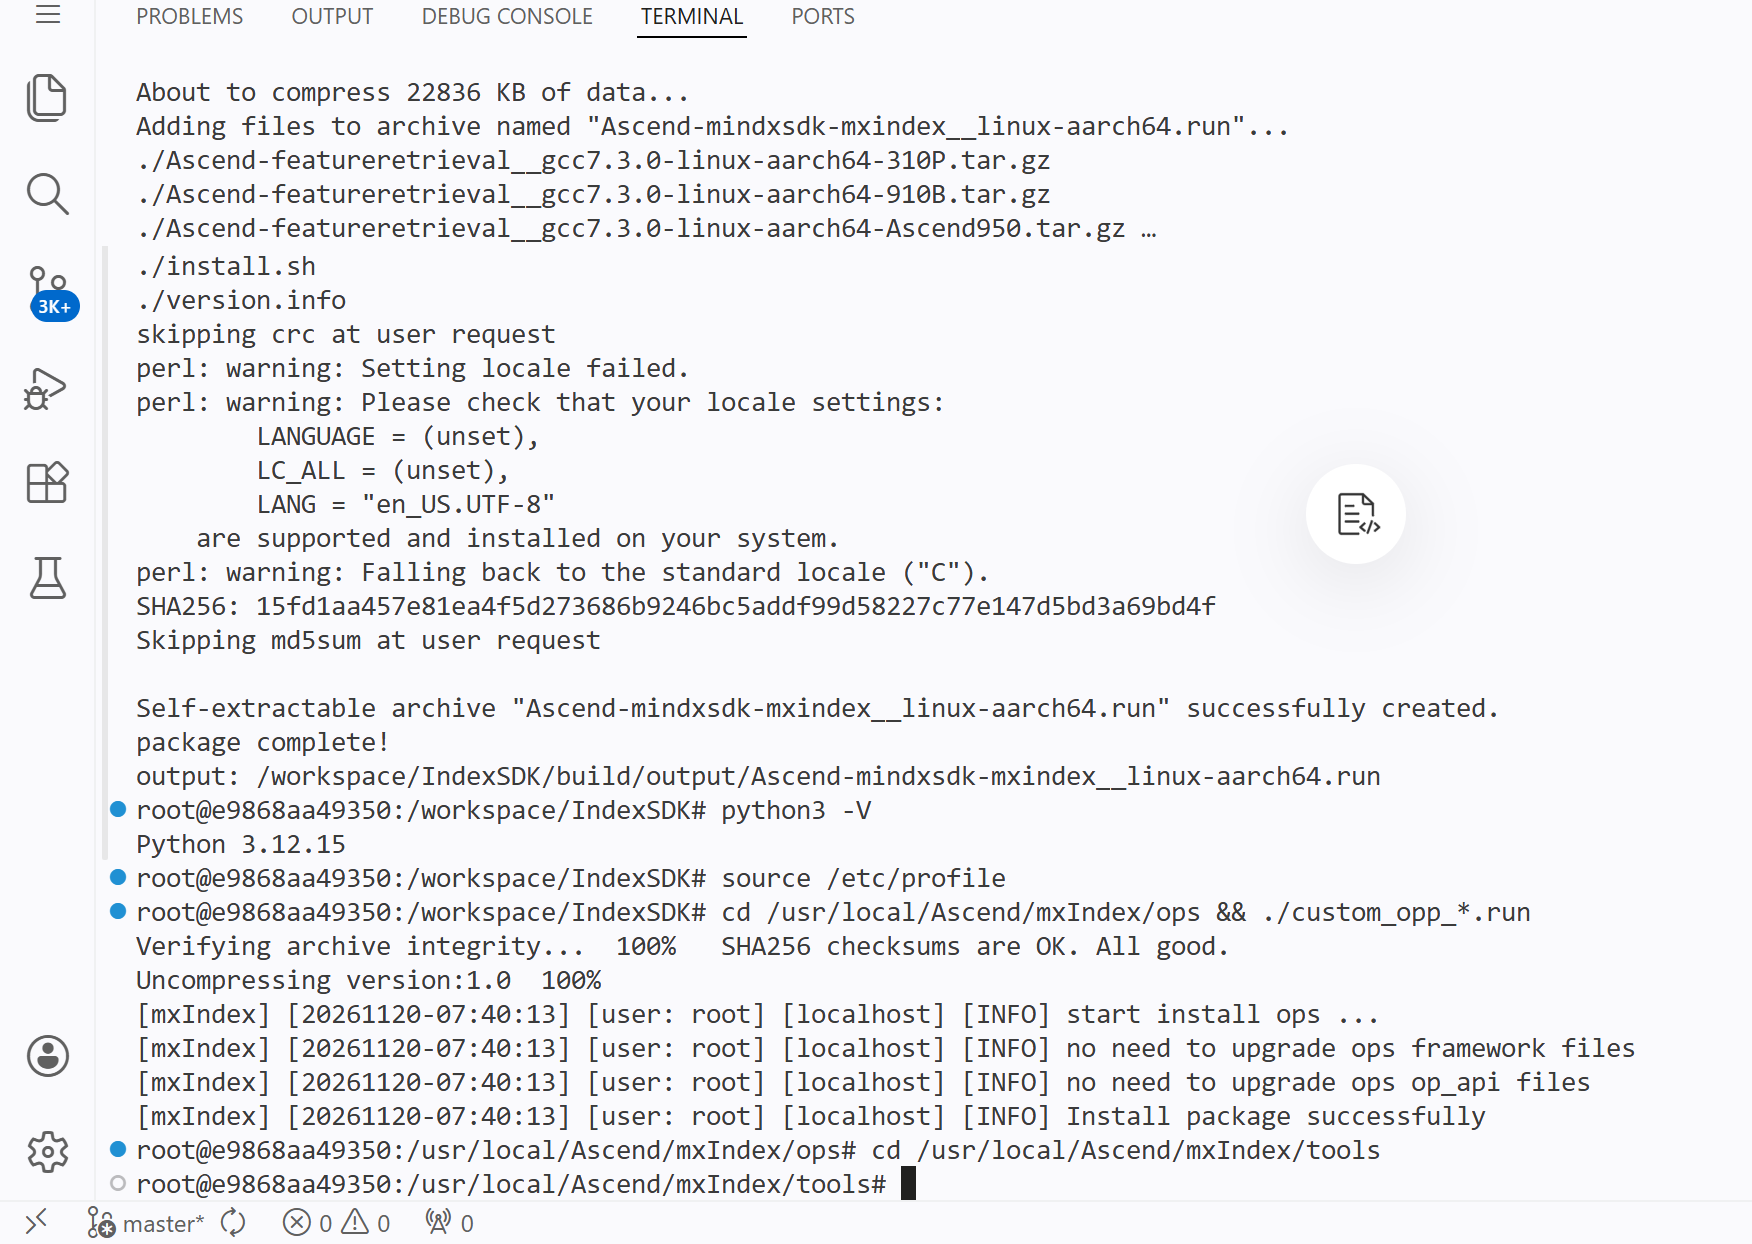 PROBLEMS OUTPUT DEBUG CONSOLE TERMINAL PORTS
About to compress 22836 KB of data...
Adding files to archive named "Ascend-mindxsdk-mxindex__linux-aarch64.run"...
./Ascend-featureretrieval__gcc7.3.0-linux-aarch64-310P.tar.gz
./Ascend-featureretrieval__gcc7.3.0-linux-aarch64-910B.tar.gz
./Ascend-featureretrieval__gcc7.3.0-linux-aarch64-Ascend950.tar.gz …
./install.sh
./version.info
3K+
skipping crc at user request
perl: warning: Setting locale failed.
perl: warning: Please check that your locale settings:
LANGUAGE = (unset),
LC_ALL = (unset),
LANG = "en_US.UTF-8"
are supported and installed on your system.
perl: warning: Falling back to the standard locale ("C").
SHA256: 15fd1aa457e81ea4f5d273686b9246bc5addf99d58227c77e147d5bd3a69bd4f
Skipping md5sum at user request
Self-extractable archive "Ascend-mindxsdk-mxindex__linux-aarch64.run" successfully created.
package complete!
output: /workspace/IndexSDK/build/output/Ascend-mindxsdk-mxindex__linux-aarch64.run
root@e9868aa49350:/workspace/IndexSDK# python3 -V
Python 3.12.15
root@e9868aa49350:/workspace/IndexSDK# source /etc/profile
root@e9868aa49350:/workspace/IndexSDK# cd /usr/local/Ascend/mxIndex/ops && ./custom_opp_*.run
Verifying archive integrity...  100%   SHA256 checksums are OK. All good.
Uncompressing version:1.0  100%
[mxIndex] [20261120-07:40:13] [user: root] [localhost] [INFO] start install ops ...
[mxIndex] [20261120-07:40:13] [user: root] [localhost] [INFO] no need to upgrade ops framework files
[mxIndex] [20261120-07:40:13] [user: root] [localhost] [INFO] no need to upgrade ops op_api files
[mxIndex] [20261120-07:40:13] [user: root] [localhost] [INFO] Install package successfully
root@e9868aa49350:/usr/local/Ascend/mxIndex/ops# cd /usr/local/Ascend/mxIndex/tools
root@e9868aa49350:/usr/local/Ascend/mxIndex/tools#
master* 0 0 0